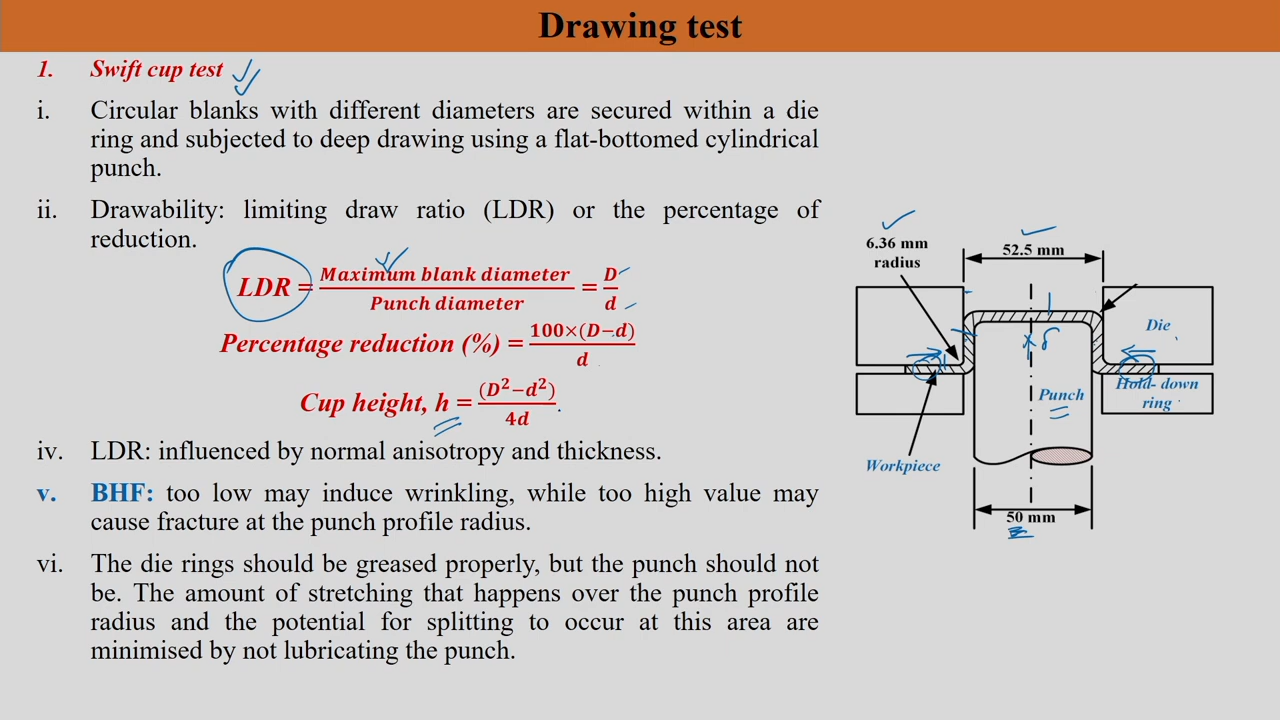 Drawing test
1. Swift cup test
i. Circular blanks with different diameters are secured within a die
ring and subjected to deep drawing using a flat-bottomed cylindrical
punch.
ii. Drawability: limiting draw ratio (LDR) or the percentage of
reduction.
LDR = Maximum blank diameter / Punch diameter = D / d
Percentage reduction (%) = 100×(D−d) / d
Cup height, h = (D²−d²) / 4d
iv. LDR: influenced by normal anisotropy and thickness.
v. BHF: too low may induce wrinkling, while too high value may
cause fracture at the punch profile radius.
vi. The die rings should be greased properly, but the punch should not
be. The amount of stretching that happens over the punch profile
radius and the potential for splitting to occur at this area are
minimised by not lubricating the punch.
6.36 mm
radius
52.5 mm
Die
Hold- down
ring
Punch
Workpiece
50 mm